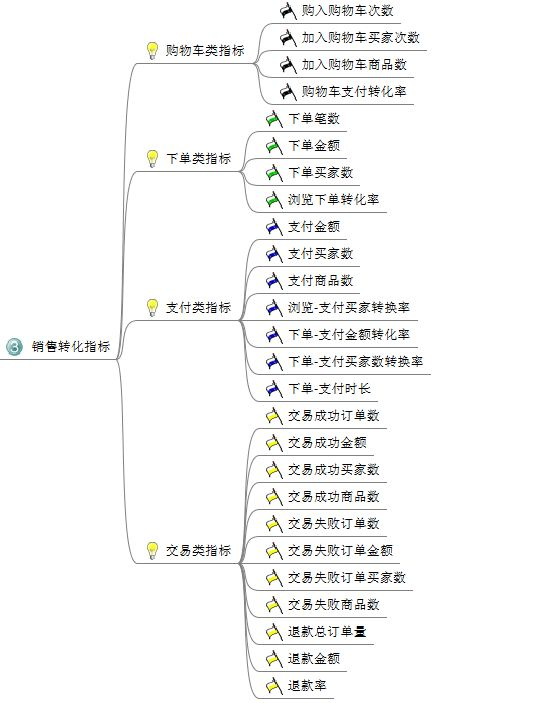 3 销售转化指标
购物车类指标
购入购物车次数
加入购物车买家次数
加入购物车商品数
购物车支付转化率
下单类指标
下单笔数
下单金额
下单买家数
浏览下单转化率
支付类指标
支付金额
支付买家数
支付商品数
浏览-支付买家转换率
下单-支付金额转化率
下单-支付买家数转换率
下单-支付时长
交易类指标
交易成功订单数
交易成功金额
交易成功买家数
交易成功商品数
交易失败订单数
交易失败订单金额
交易失败订单买家数
交易失败商品数
退款总订单量
退款金额
退款率